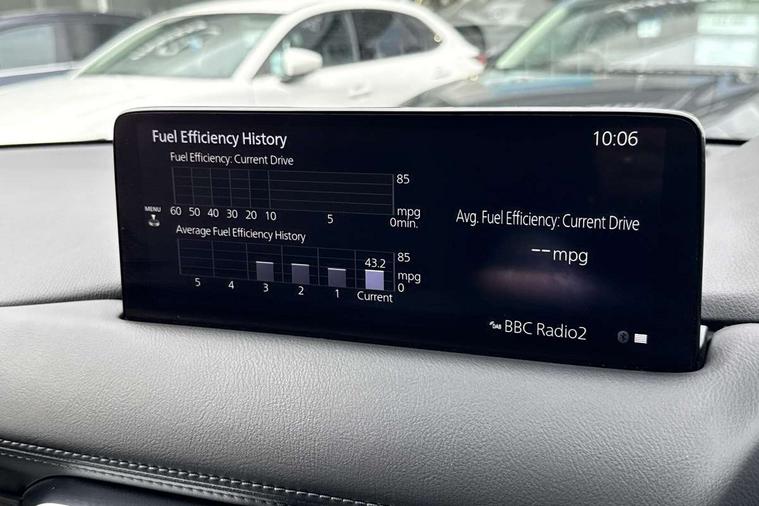 Fuel Efficiency History
10:06
Fuel Efficiency: Current Drive
85
mpg
0min.
60 50 40 30 20 10 5
MENU
Avg. Fuel Efficiency: Current Drive
--mpg
Average Fuel Efficiency History
85
43.2
mpg
0
5 4 3 2 1 Current
DAB BBC Radio2